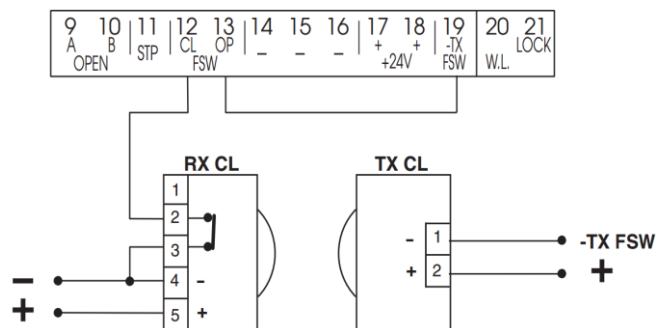 9 10 11 12 13 14 15 16 17 18 19 20 21
A B STP CL OP – – – + + -TX LOCK
OPEN FSW +24V FSW W.L.
RX CL TX CL
1
2
3
4 –
5 +
– 1 -TX FSW
+ 2 +
–
+